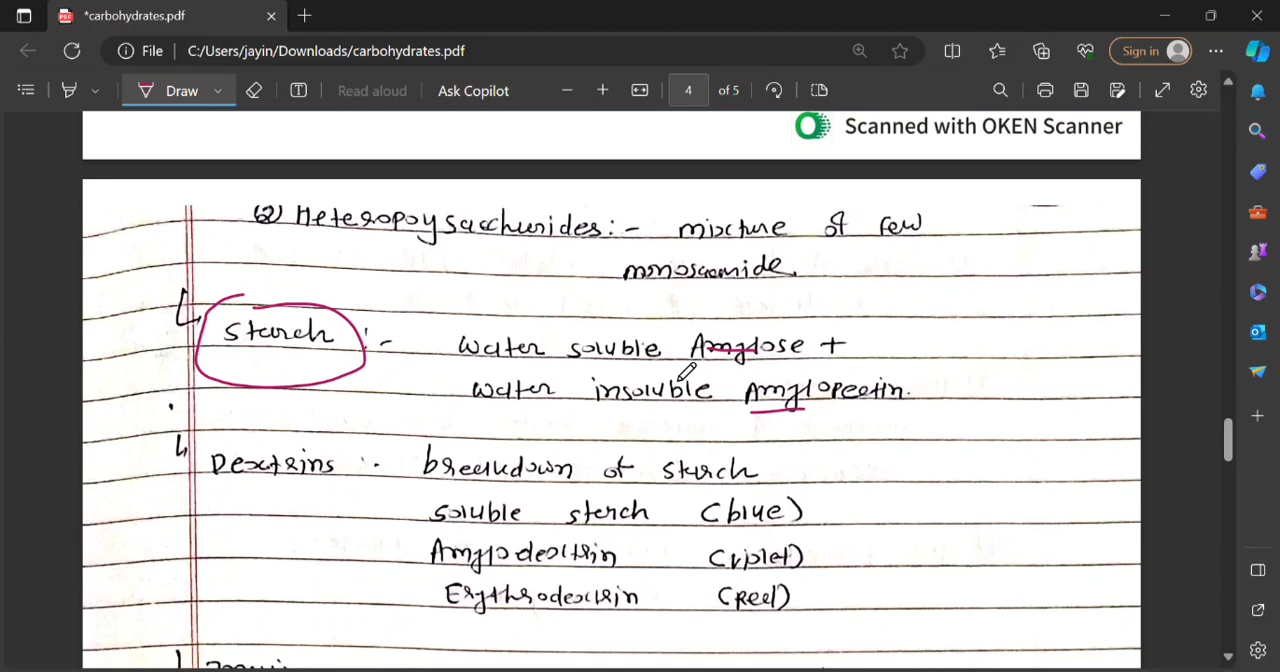 *carbohydrates.pdf
File C:/Users/jayin/Downloads/carbohydrates.pdf Sign in
Draw Read aloud Ask Copilot 4 of 5
Scanned with OKEN Scanner
(2) Heteropoysaccharides:- mixture of few
starch :- Water soluble Amylose +
Water insoluble Amylopectin.
Dextrins :- breakdown of starch
soluble starch (blue)
Amylodextrin (violet)
Erythrodextrin (Red)